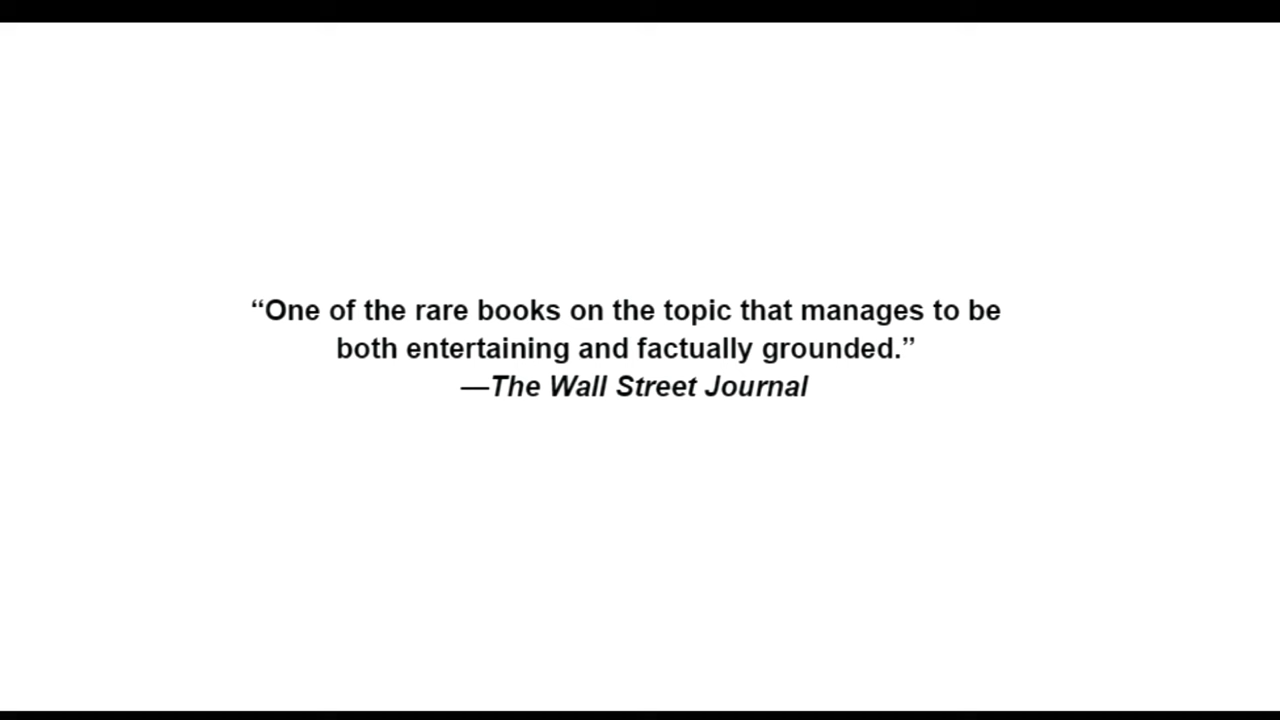 “One of the rare books on the topic that manages to be
both entertaining and factually grounded.”
—The Wall Street Journal